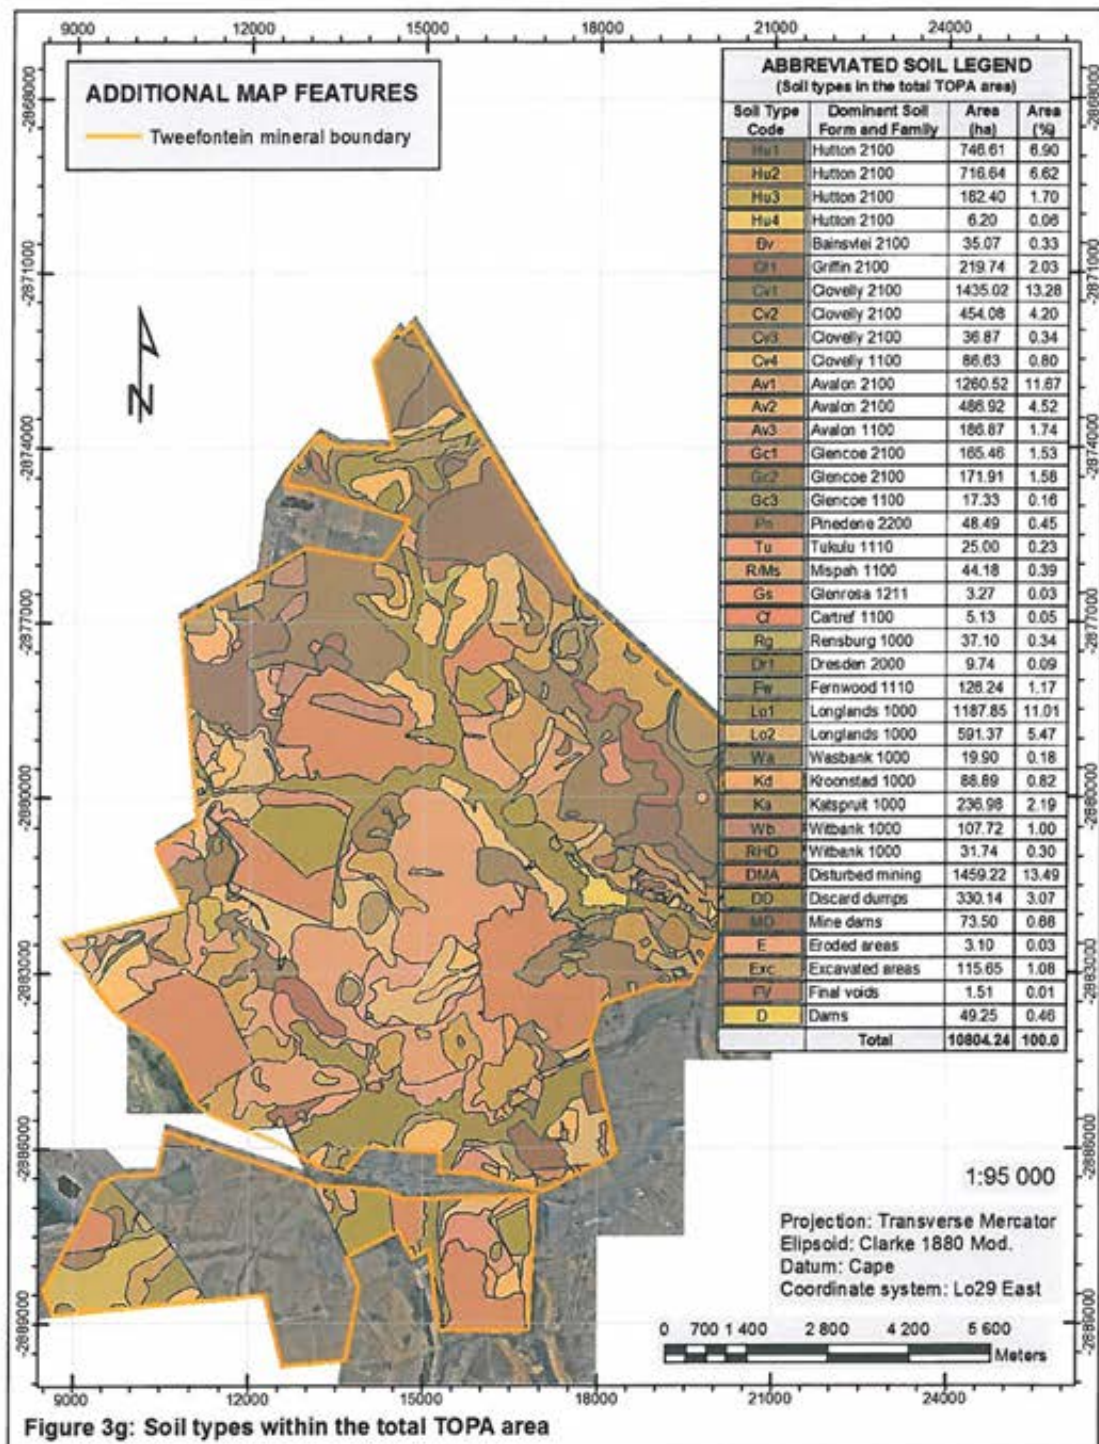 9000 12000 15000 18000 21000 24000
ADDITIONAL MAP FEATURES
Tweefontein mineral boundary
ABBREVIATED SOIL LEGEND
(Soil types in the total TOPA area)
Soil Type Code Dominant Soil Form and Family Area (ha) Area (%)
Hu1 Hutton 2100 746.61 6.90
Hu2 Hutton 2100 716.64 6.62
Hu3 Hutton 2100 182.40 1.70
Hu4 Hutton 2100 6.20 0.06
Bv Bainsvlei 2100 35.07 0.33
Gf1 Griffin 2100 219.74 2.03
Cv1 Clovelly 2100 1435.02 13.28
Cv2 Clovelly 2100 454.08 4.20
Cv3 Clovelly 2100 36.87 0.34
Cv4 Clovelly 1100 86.63 0.80
Av1 Avalon 2100 1260.52 11.67
Av2 Avalon 2100 486.92 4.52
Av3 Avalon 1100 186.87 1.74
Gc1 Glencoe 2100 165.46 1.53
Gc2 Glencoe 2100 171.91 1.58
Gc3 Glencoe 1100 17.33 0.16
Pn Pinedene 2200 48.49 0.45
Tu Tukulu 1110 25.00 0.23
R/Ms Mispah 1100 44.18 0.39
Gs Glenrosa 1211 3.27 0.03
Cf Cartref 1100 5.13 0.05
Rg Rensburg 1000 37.10 0.34
Dr1 Dresden 2000 9.74 0.09
Fw Fernwood 1110 126.24 1.17
Lo1 Longlands 1000 1187.85 11.01
Lo2 Longlands 1000 591.37 5.47
Wa Wasbank 1000 19.90 0.18
Kd Kroonstad 1000 88.89 0.82
Ka Katspruit 1000 236.98 2.19
Wb Witbank 1000 107.72 1.00
RHD Witbank 1000 31.74 0.30
DMA Disturbed mining 1459.22 13.49
DD Discard dumps 330.14 3.07
MD Mine dams 73.50 0.68
E Eroded areas 3.10 0.03
Exc Excavated areas 115.65 1.08
FV Final voids 1.51 0.01
D Dams 49.25 0.46
Total 10804.24 100.0
-2868000 -2868000
-2871000 -2871000
-2874000 -2874000
-2877000 -2877000
-2880000 -2880000
-2883000 -2883000
-2886000 -2886000
-2889000 -2889000
N
1:95 000
Projection: Transverse Mercator
Elipsoid: Clarke 1880 Mod.
Datum: Cape
Coordinate system: Lo29 East
0 700 1 400 2 800 4 200 5 600
Meters
9000 12000 15000 18000 21000 24000
Figure 3g: Soil types within the total TOPA area